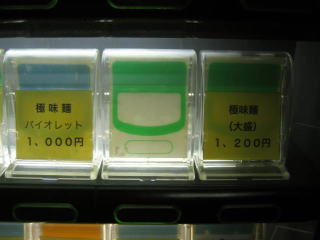 極味麺
バイオレット
1、000円
極味麺
(大盛)
1、200円